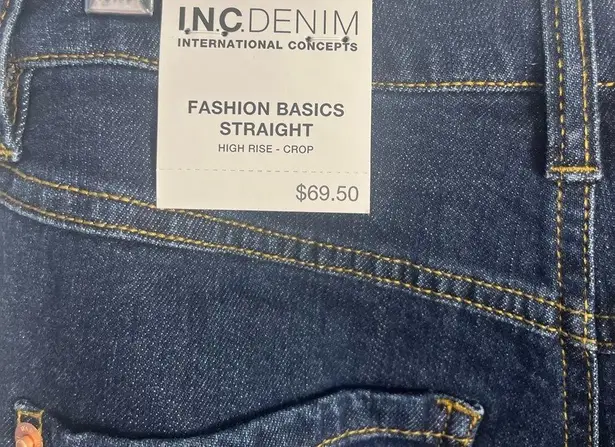 I.N.C.DENIM
INTERNATIONAL CONCEPTS
FASHION BASICS
STRAIGHT
HIGH RISE - CROP
$69.50